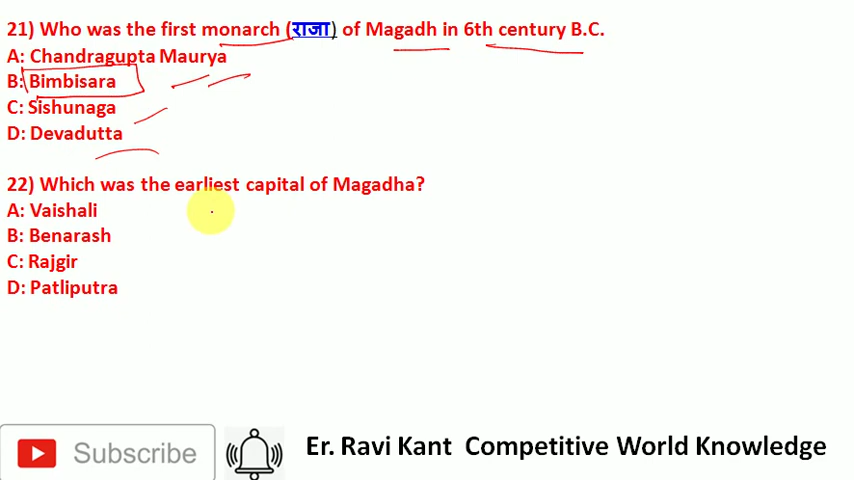 21) Who was the first monarch (राजा) of Magadh in 6th century B.C.
A: Chandragupta Maurya
B: Bimbisara
C: Sishunaga
D: Devadutta
22) Which was the earliest capital of Magadha?
A: Vaishali
B: Benarash
C: Rajgir
D: Patliputra
Subscribe
Er. Ravi Kant Competitive World Knowledge